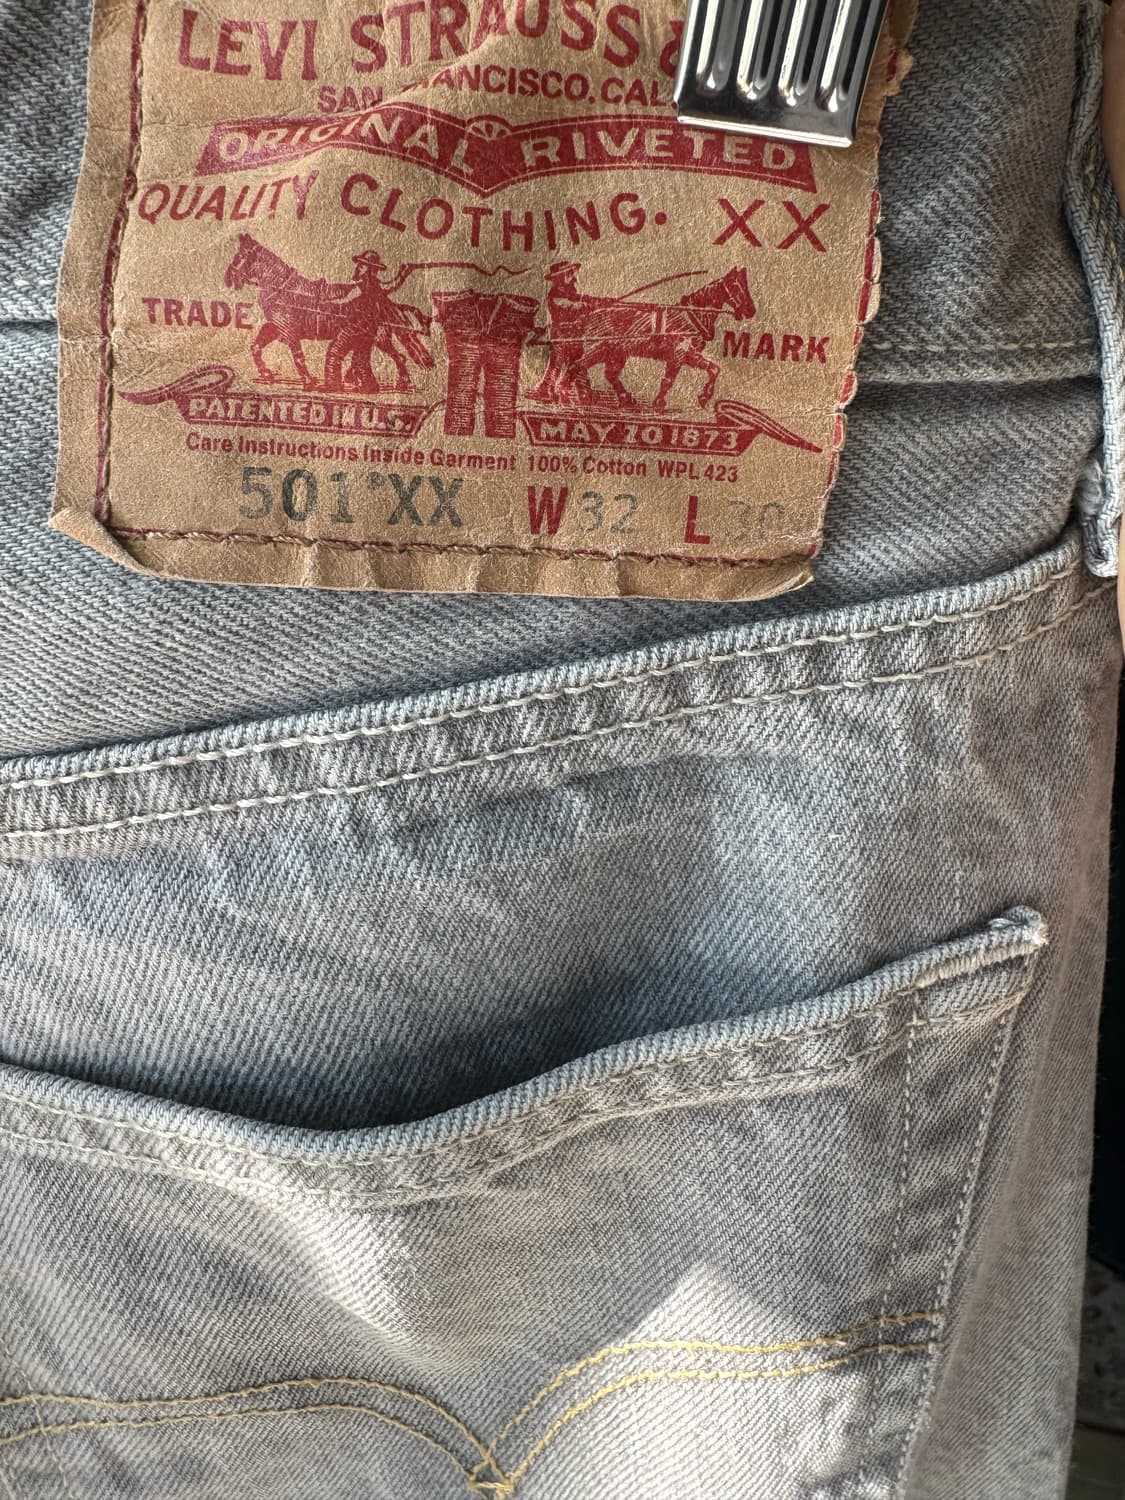 LEVI STRAUSS &
SAN FRANCISCO, CAL.
ORIGINAL RIVETED
QUALITY CLOTHING. XX
TRADE MARK
PATENTED IN U.S. MAY 20 1873
Care Instructions Inside Garment 100% Cotton WPL 423
501®XX W32 L30